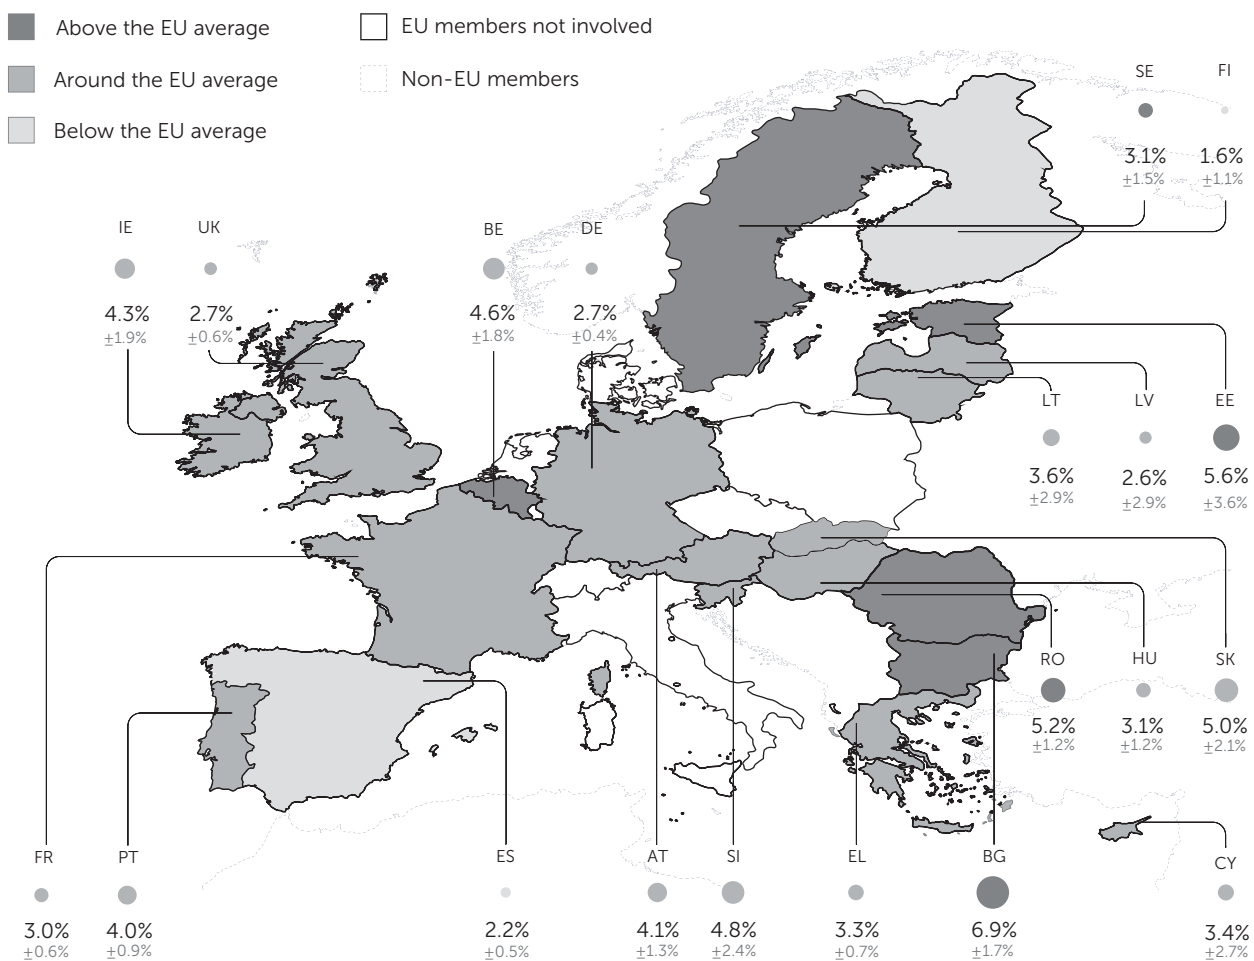 Above the EU average
EU members not involved
Around the EU average
Non-EU members
Below the EU average
SE FI
3.1% 1.6%
±1.5% ±1.1%
IE UK BE DE
4.3% 2.7% 4.6% 2.7%
±1.9% ±0.6% ±1.8% ±0.4%
LT LV EE
3.6% 2.6% 5.6%
±2.9% ±2.9% ±3.6%
RO HU SK
5.2% 3.1% 5.0%
±1.2% ±1.2% ±2.1%
FR PT ES AT SI EL BG CY
3.0% 4.0% 2.2% 4.1% 4.8% 3.3% 6.9% 3.4%
±0.6% ±0.9% ±0.5% ±1.3% ±2.4% ±0.7% ±1.7% ±2.7%